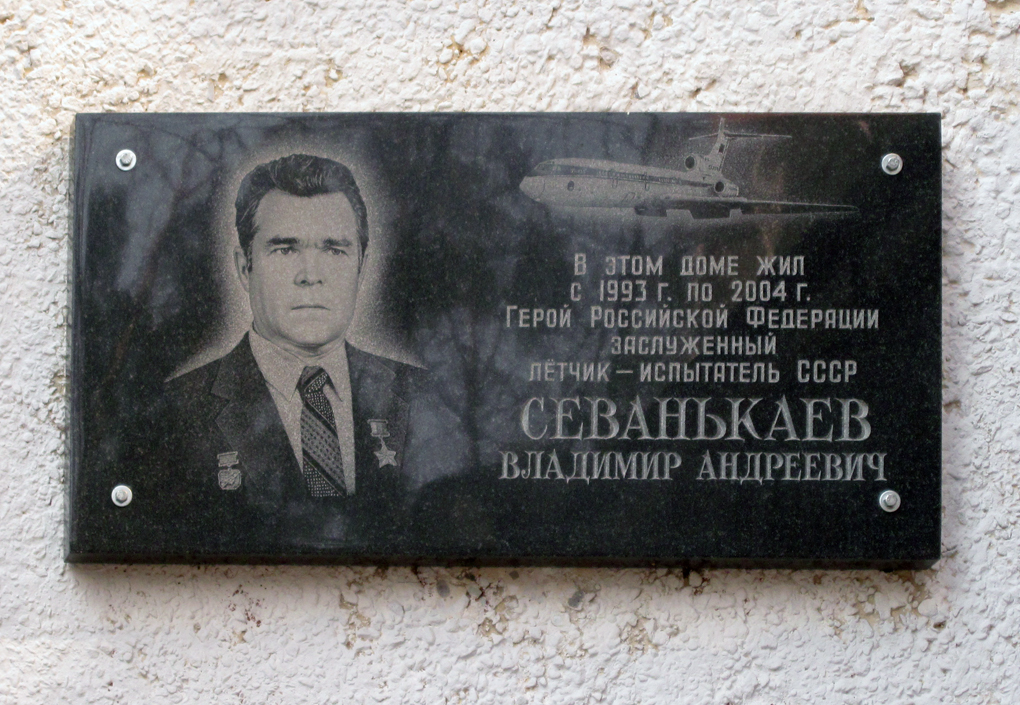 В ЭТОМ ДОМЕ ЖИЛ
С 1993 Г. ПО 2004 Г.
ГЕРОЙ РОССИЙСКОЙ ФЕДЕРАЦИИ
ЗАСЛУЖЕННЫЙ
ЛЁТЧИК – ИСПЫТАТЕЛЬ СССР
СЕВАНЬКАЕВ
ВЛАДИМИР АНДРЕЕВИЧ